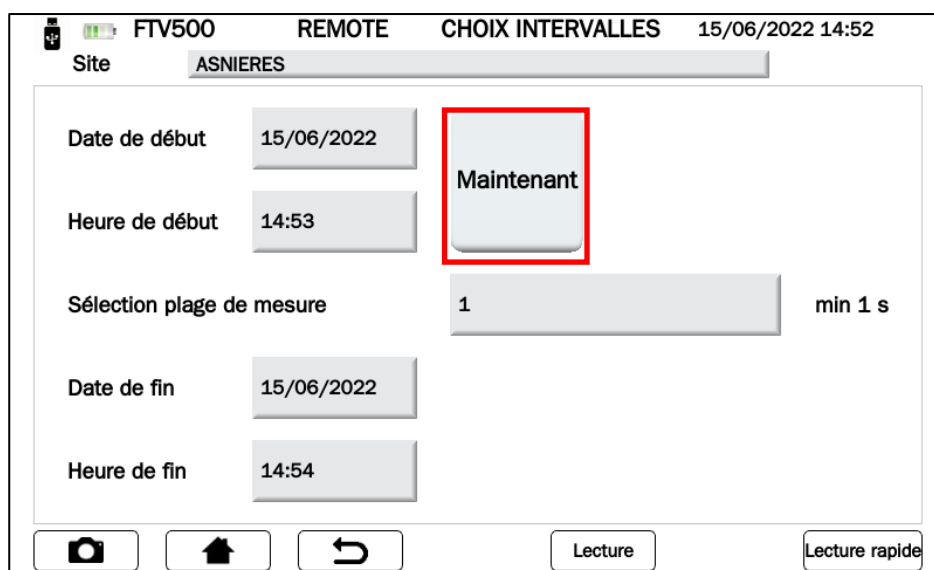 FTV500 REMOTE CHOIX INTERVALLES 15/06/2022 14:52
Site ASNIERES
Date de début 15/06/2022
Maintenant
Heure de début 14:53
Sélection plage de mesure 1 min 1 s
Date de fin 15/06/2022
Heure de fin 14:54
Lecture Lecture rapide